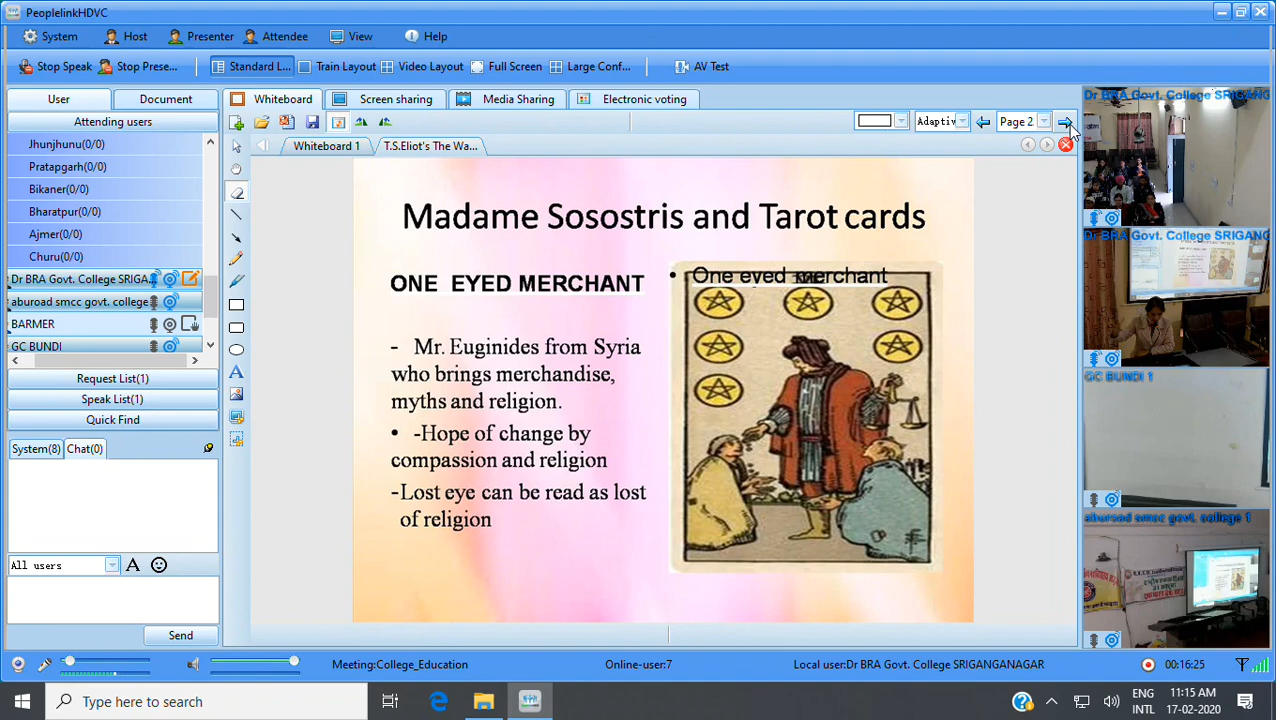 PeoplelinkHDVC
System Host Presenter Attendee View Help
Stop Speak Stop Prese... Standard L... Train Layout Video Layout Full Screen Large Conf... AV Test
User Document
Whiteboard Screen sharing Media Sharing Electronic voting
Attending users
Adaptiv Page 2
Whiteboard 1 T.S.Eliot's The Wa...
Jhunjhunu(0/0)
Pratapgarh(0/0)
Bikaner(0/0)
Bharatpur(0/0)
Ajmer(0/0)
Churu(0/0)
Dr BRA Govt. College SRIGA...
aburoad smcc govt. college
BARMER
GC BUNDI
Request List(1)
Speak List(1)
Quick Find
System(8) Chat(0)
All users
Send
Madame Sosostris and Tarot cards
ONE EYED MERCHANT
- Mr. Euginides from Syria
who brings merchandise,
myths and religion.
• -Hope of change by
compassion and religion
-Lost eye can be read as lost
of religion
• One eyed merchant
Dr BRA Govt. College SRIGANG
Dr BRA Govt. College SRIGANG
GC BUNDI 1
aburoad smcc govt. college 1
Meeting:College_Education Online-user:7 Local user:Dr BRA Govt. College SRIGANGANAGAR 00:16:25
Type here to search
ENG
INTL
11:15 AM
17-02-2020